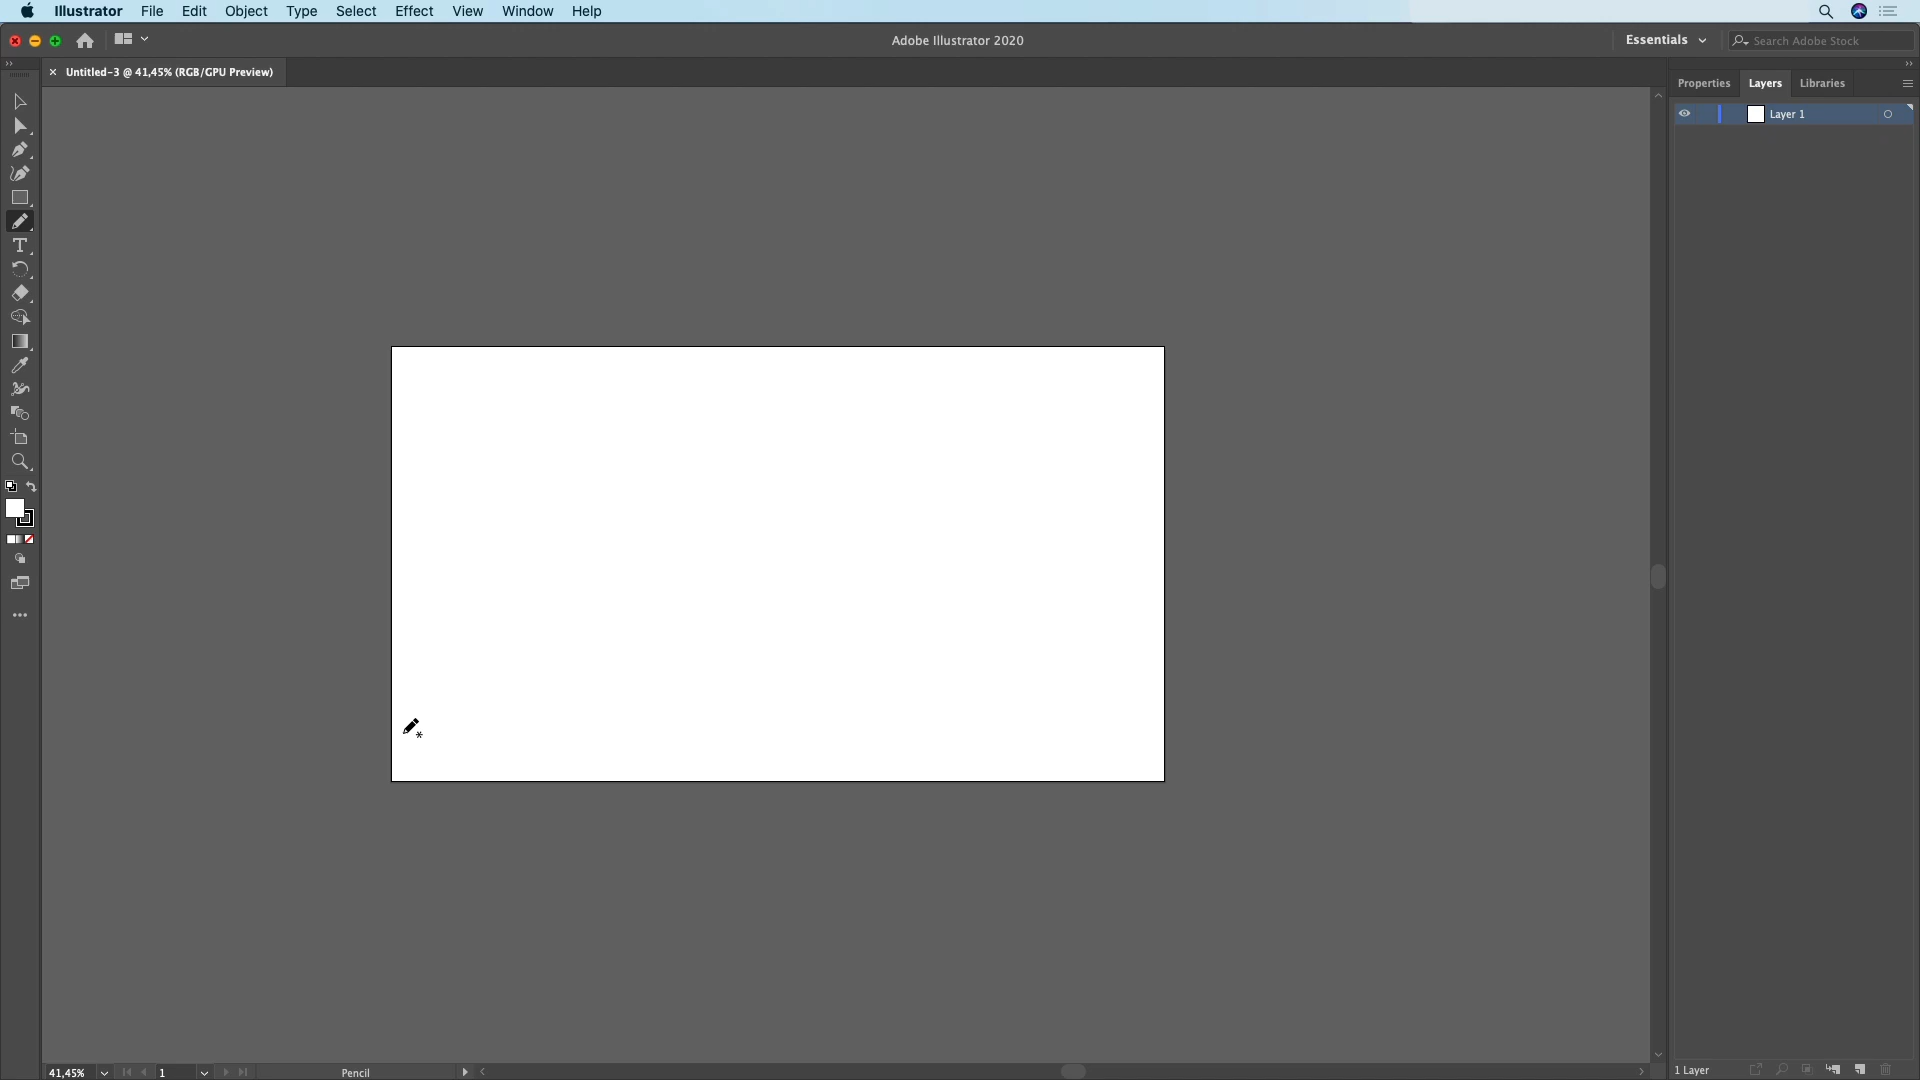 Illustrator File Edit Object Type Select Effect View Window Help
Adobe Illustrator 2020
Essentials
Search Adobe Stock
Untitled-3 @ 41,45% (RGB/GPU Preview)
Properties Layers Libraries
Layer 1
41,45% 1 Pencil
1 Layer